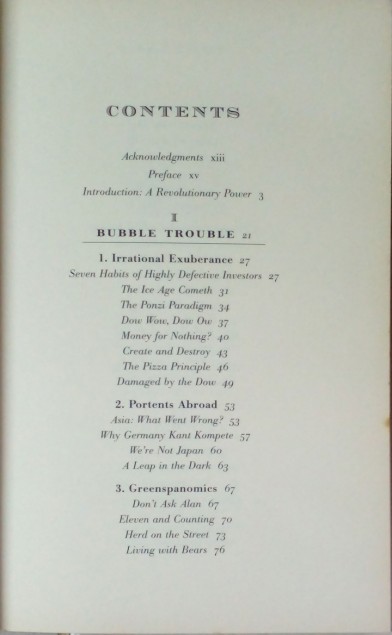 CONTENTS
Acknowledgments xiii
Preface xv
Introduction: A Revolutionary Power 3
I
BUBBLE TROUBLE 21
1. Irrational Exuberance 27
Seven Habits of Highly Defective Investors 27
The Ice Age Cometh 31
The Ponzi Paradigm 34
Dow Wow, Dow Ow 37
Money for Nothing? 40
Create and Destroy 43
The Pizza Principle 46
Damaged by the Dow 49
2. Portents Abroad 53
Asia: What Went Wrong? 53
Why Germany Kant Kompete 57
We're Not Japan 60
A Leap in the Dark 63
3. Greenspanomics 67
Don't Ask Alan 67
Eleven and Counting 70
Herd on the Street 73
Living with Bears 76